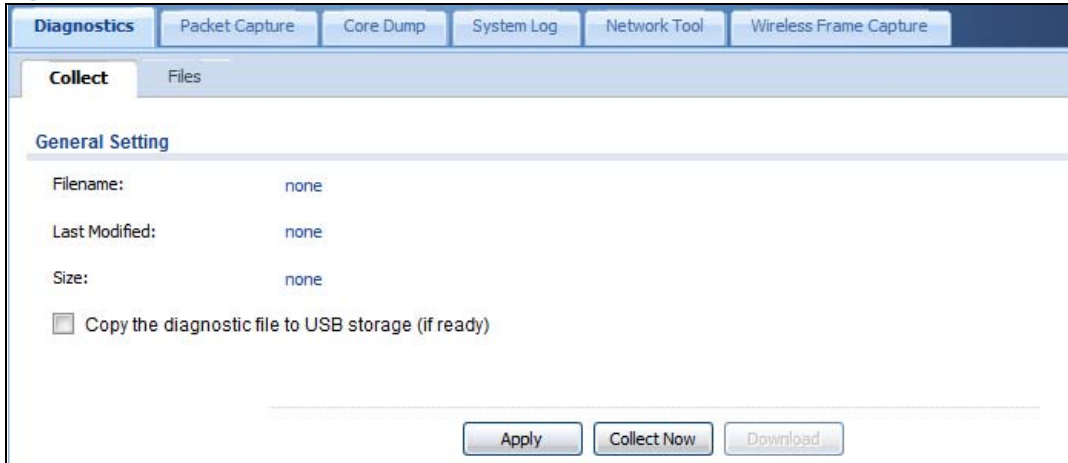 Diagnostics Packet Capture Core Dump System Log Network Tool Wireless Frame Capture
Collect Files
General Setting
Filename: none
Last Modified: none
Size: none
Copy the diagnostic file to USB storage (if ready)
Apply Collect Now Download